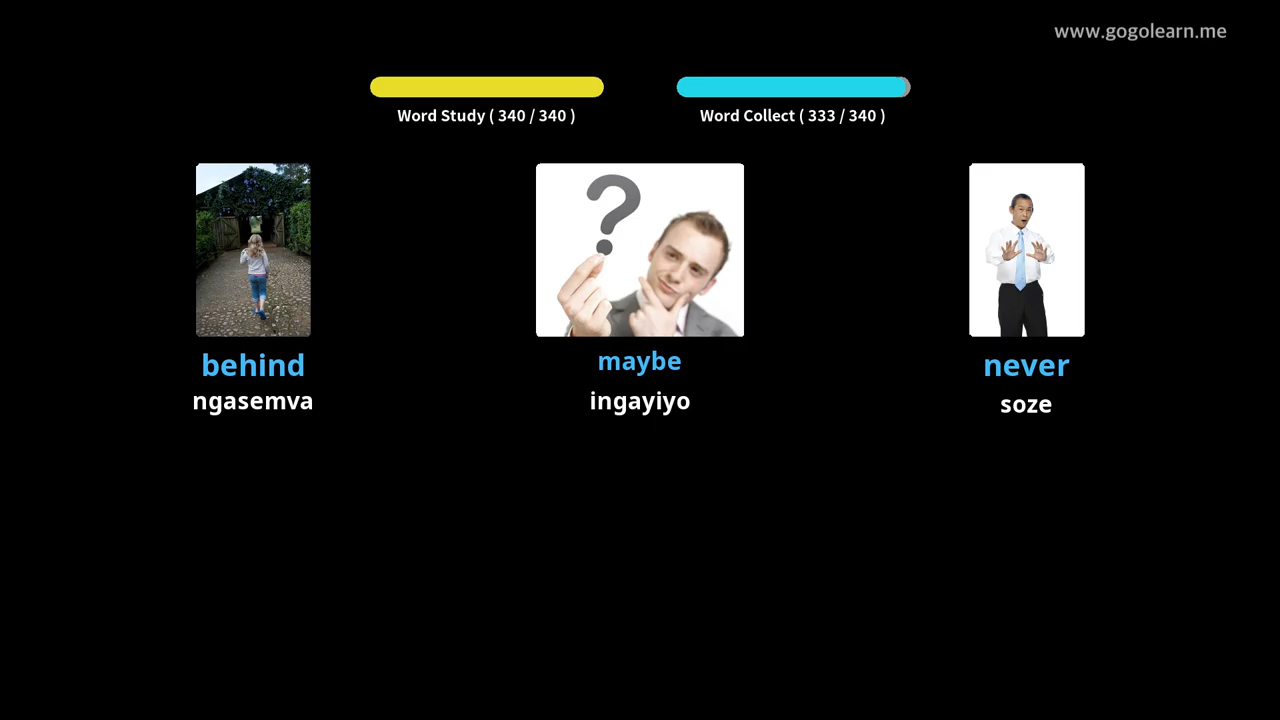 www.gogolearn.me
Word Study ( 340 / 340 )
Word Collect ( 333 / 340 )
behind
ngasemva
maybe
ingayiyo
never
soze